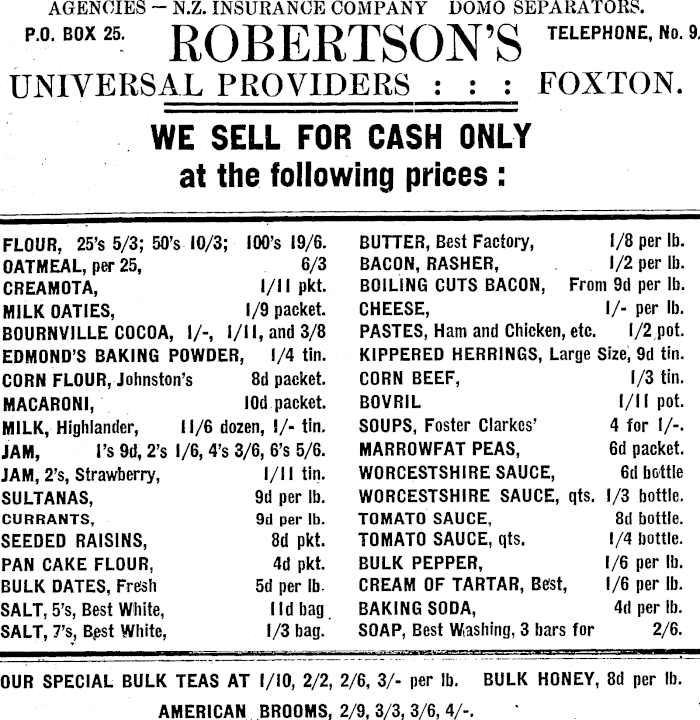 AGENCIES — N.Z. INSURANCE COMPANY DOMO SEPARATORS.
P.O. BOX 25. ROBERTSON'S TELEPHONE, No. 9.
UNIVERSAL PROVIDERS : : : FOXTON.
WE SELL FOR CASH ONLY
at the following prices :
FLOUR, 25's 5/3; 50's 10/3; 100's 19/6.
OATMEAL, per 25, 6/3
CREAMOTA, 1/11 pkt.
MILK OATIES, 1/9 packet.
BOURNVILLE COCOA, 1/-, 1/11, and 3/8
EDMOND'S BAKING POWDER, 1/4 tin.
CORN FLOUR, Johnston's 8d packet.
MACARONI, 10d packet.
MILK, Highlander, 11/6 dozen, 1/- tin.
JAM, 1's 9d, 2's 1/6, 4's 3/6, 6's 5/6.
JAM, 2's, Strawberry, 1/11 tin.
SULTANAS, 9d per lb.
CURRANTS, 9d per lb.
SEEDED RAISINS, 8d pkt.
PAN CAKE FLOUR, 4d pkt.
BULK DATES, Fresh 5d per lb.
SALT, 5's, Best White, 11d bag
SALT, 7's, Best White, 1/3 bag.
BUTTER, Best Factory, 1/8 per lb.
BACON, RASHER, 1/2 per lb.
BOILING CUTS BACON, From 9d per lb.
CHEESE, 1/- per lb.
PASTES, Ham and Chicken, etc. 1/2 pot.
KIPPERED HERRINGS, Large Size, 9d tin.
CORN BEEF, 1/3 tin.
BOVRIL 1/11 pot.
SOUPS, Foster Clarkes' 4 for 1/-.
MARROWFAT PEAS, 6d packet.
WORCESTSHIRE SAUCE, 6d bottle
WORCESTSHIRE SAUCE, qts. 1/3 bottle.
TOMATO SAUCE, 8d bottle.
TOMATO SAUCE, qts. 1/4 bottle.
BULK PEPPER, 1/6 per lb.
CREAM OF TARTAR, Best, 1/6 per lb.
BAKING SODA, 4d per lb.
SOAP, Best Washing, 3 bars for 2/6.
OUR SPECIAL BULK TEAS AT 1/10, 2/2, 2/6, 3/- per lb. BULK HONEY, 8d per lb.
AMERICAN BROOMS, 2/9, 3/3, 3/6, 4/-.